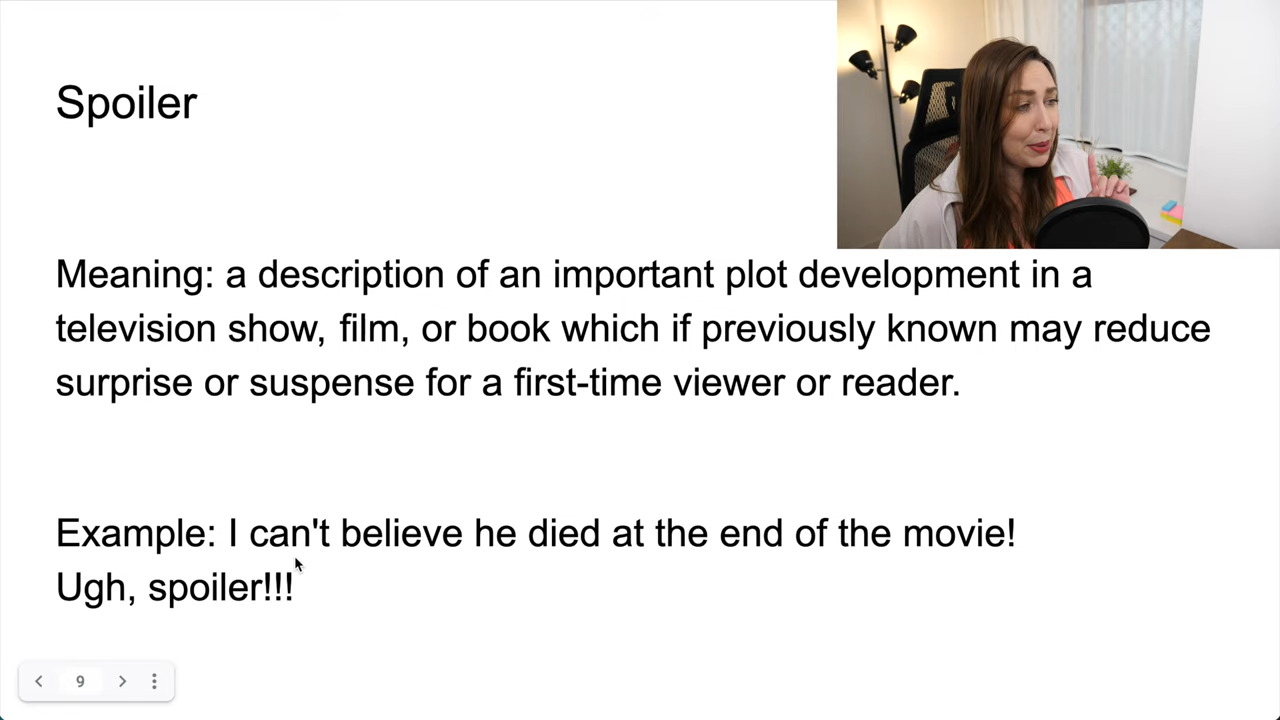 Spoiler
Meaning: a description of an important plot development in a
television show, film, or book which if previously known may reduce
surprise or suspense for a first-time viewer or reader.
Example: I can't believe he died at the end of the movie!
Ugh, spoiler!!!
9